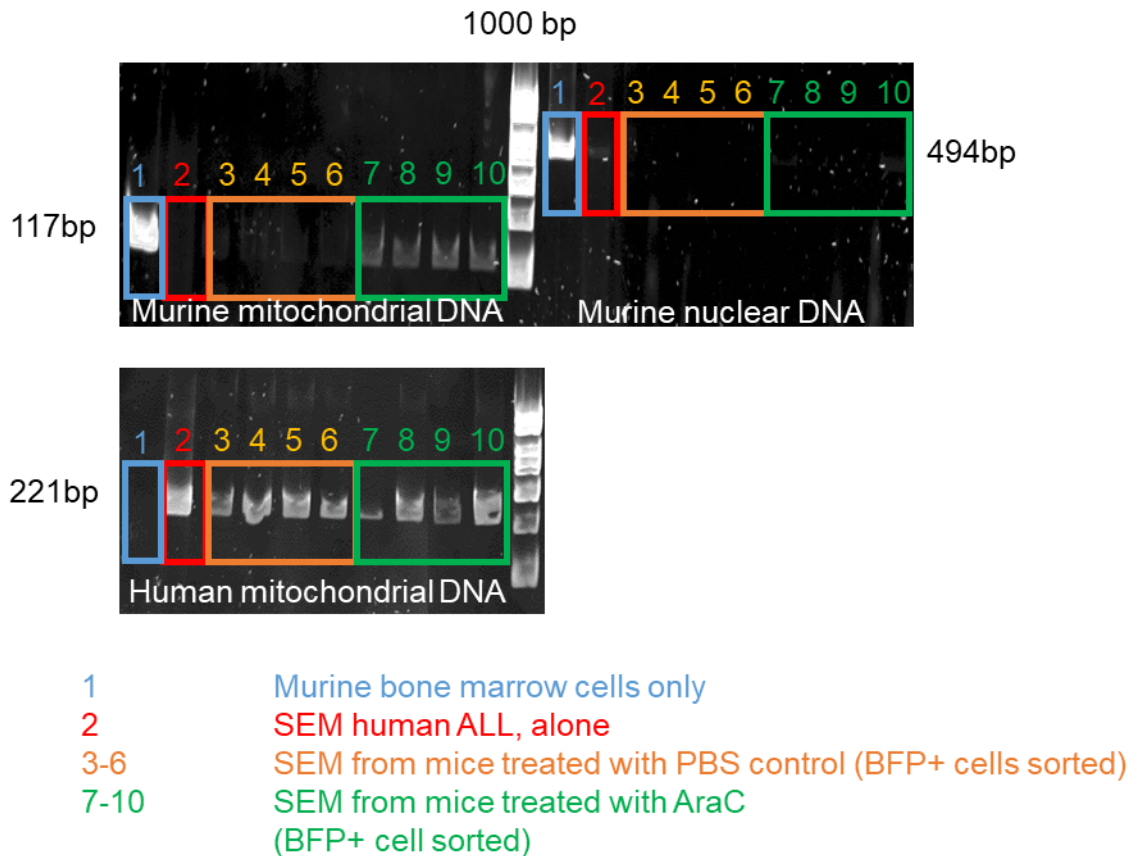 1000 bp
1 2 3 4 5 6 7 8 9 10
1 2 3 4 5 6 7 8 9 10
494bp
117bp
Murine mitochondrial DNA
Murine nuclear DNA
1 2 3 4 5 6 7 8 9 10
221bp
Human mitochondrial DNA
1 Murine bone marrow cells only
2 SEM human ALL, alone
3-6 SEM from mice treated with PBS control (BFP+ cells sorted)
7-10 SEM from mice treated with AraC
(BFP+ cell sorted)